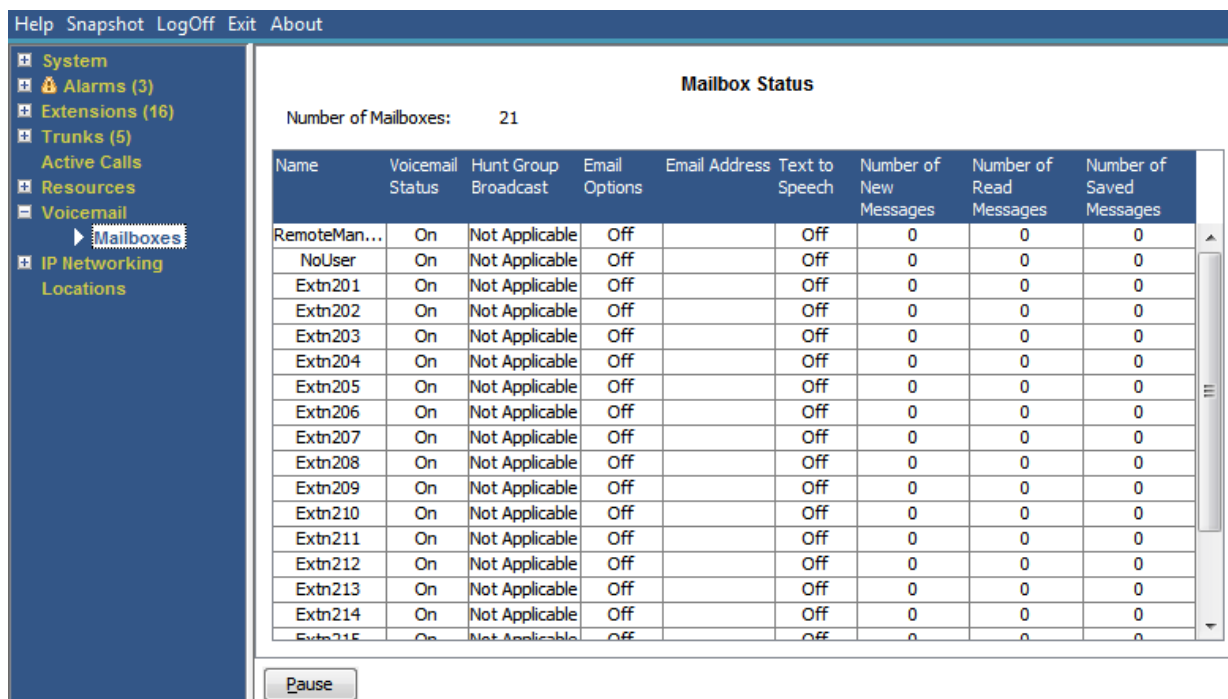 Help Snapshot LogOff Exit About
System
Alarms (3)
Extensions (16)
Trunks (5)
Active Calls
Resources
Voicemail
Mailboxes
IP Networking
Locations
Mailbox Status
Number of Mailboxes: 21
Name Voicemail Status Hunt Group Broadcast Email Options Email Address Text to Speech Number of New Messages Number of Read Messages Number of Saved Messages
RemoteMan... On Not Applicable Off Off 0 0 0
NoUser On Not Applicable Off Off 0 0 0
Extn201 On Not Applicable Off Off 0 0 0
Extn202 On Not Applicable Off Off 0 0 0
Extn203 On Not Applicable Off Off 0 0 0
Extn204 On Not Applicable Off Off 0 0 0
Extn205 On Not Applicable Off Off 0 0 0
Extn206 On Not Applicable Off Off 0 0 0
Extn207 On Not Applicable Off Off 0 0 0
Extn208 On Not Applicable Off Off 0 0 0
Extn209 On Not Applicable Off Off 0 0 0
Extn210 On Not Applicable Off Off 0 0 0
Extn211 On Not Applicable Off Off 0 0 0
Extn212 On Not Applicable Off Off 0 0 0
Extn213 On Not Applicable Off Off 0 0 0
Extn214 On Not Applicable Off Off 0 0 0
Extn215 On Not Applicable Off Off 0 0 0
Pause